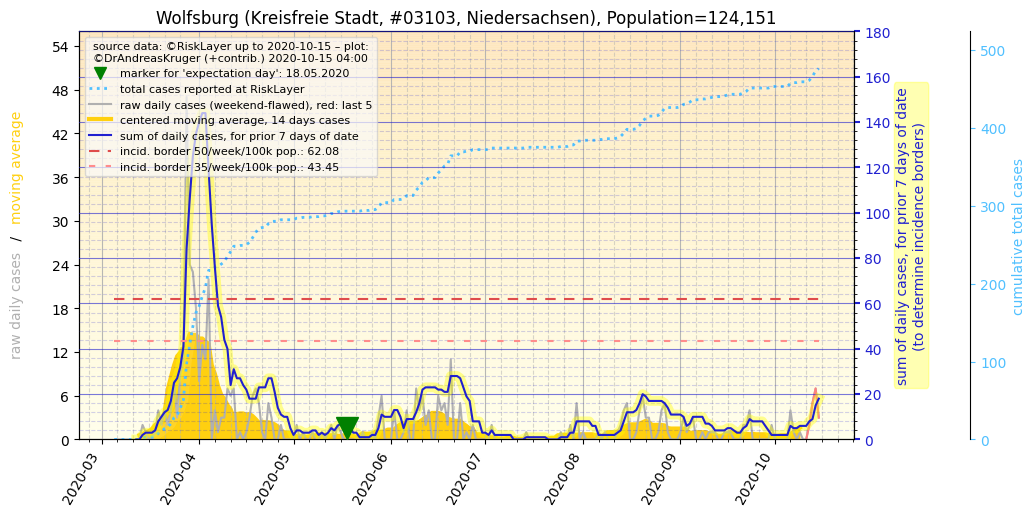 Wolfsburg (Kreisfreie Stadt, #03103, Niedersachsen), Population=124,151
source data: ©RiskLayer up to 2020-10-15 – plot:
©DrAndreasKruger (+contrib.) 2020-10-15 04:00
marker for 'expectation day': 18.05.2020
total cases reported at RiskLayer
raw daily cases (weekend-flawed), red: last 5
centered moving average, 14 days cases
sum of daily cases, for prior 7 days of date
incid. border 50/week/100k pop.: 62.08
incid. border 35/week/100k pop.: 43.45
raw daily cases / moving average
54
48
42
36
30
24
18
12
6
0
2020-03
2020-04
2020-05
2020-06
2020-07
2020-08
2020-09
2020-10
180
160
140
120
100
80
60
40
20
0
sum of daily cases, for prior 7 days of date
(to determine incidence borders)
500
400
300
200
100
0
cumulative total cases